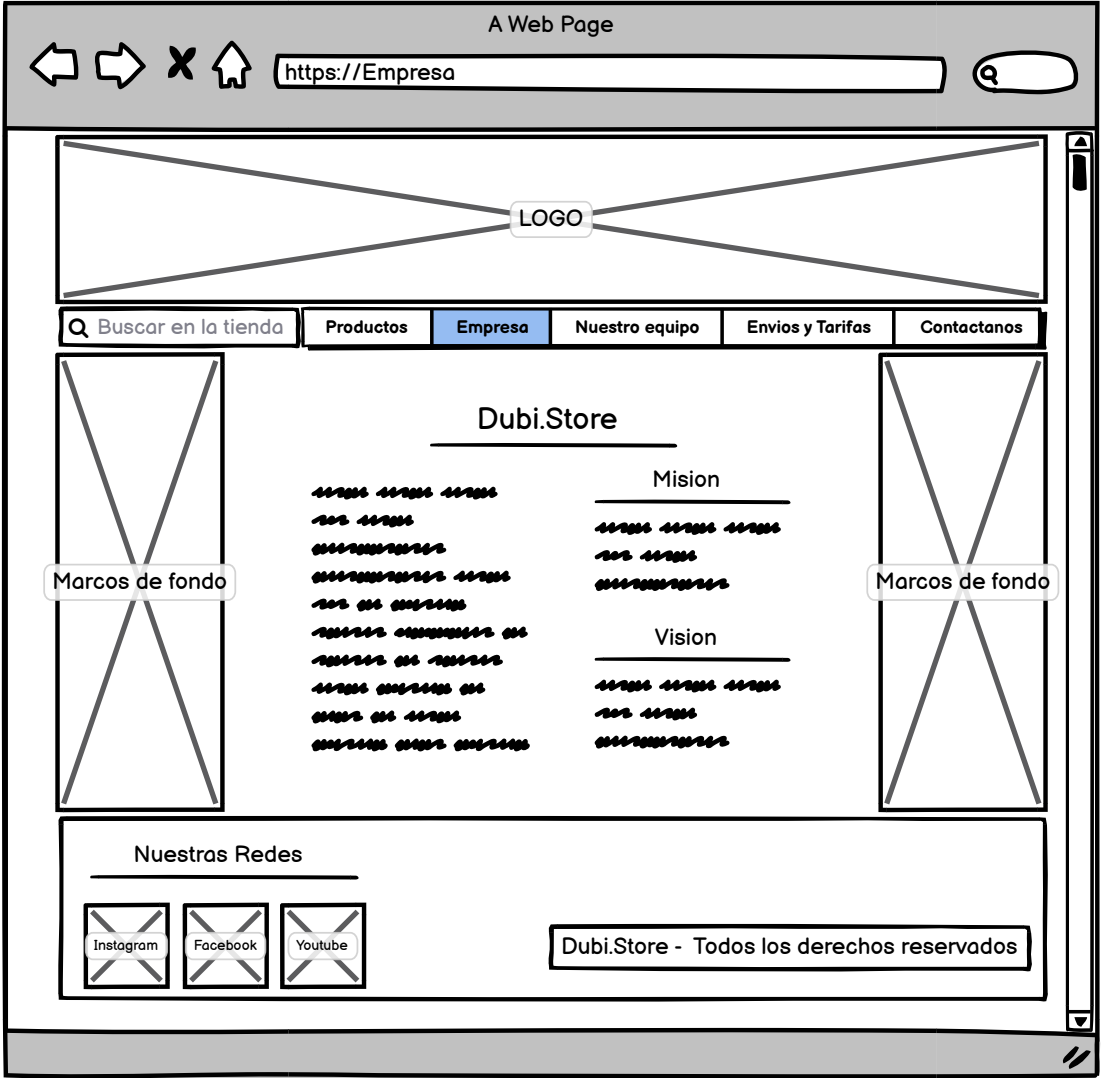 A Web Page
https://Empresa
LOGO
Buscar en la tienda
Productos
Empresa
Nuestro equipo
Envios y Tarifas
Contactanos
Marcos de fondo
Dubi.Store
Mision
Vision
Marcos de fondo
Nuestras Redes
Instagram
Facebook
Youtube
Dubi.Store - Todos los derechos reservados